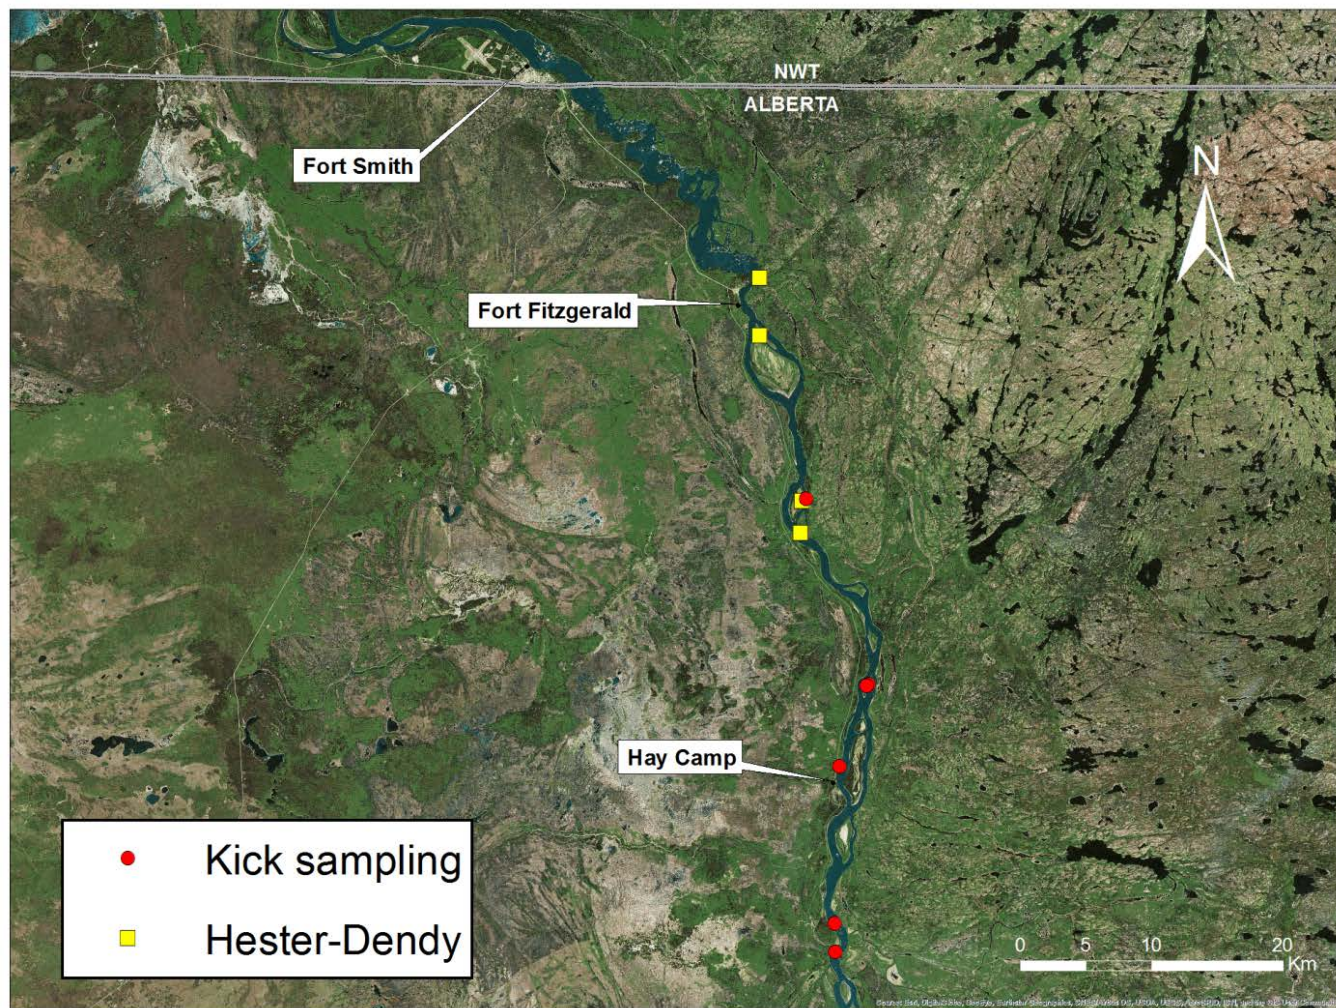 NWT
ALBERTA
Fort Smith
N
Fort Fitzgerald
Hay Camp
Kick sampling
Hester-Dendy
0 5 10 20
Km